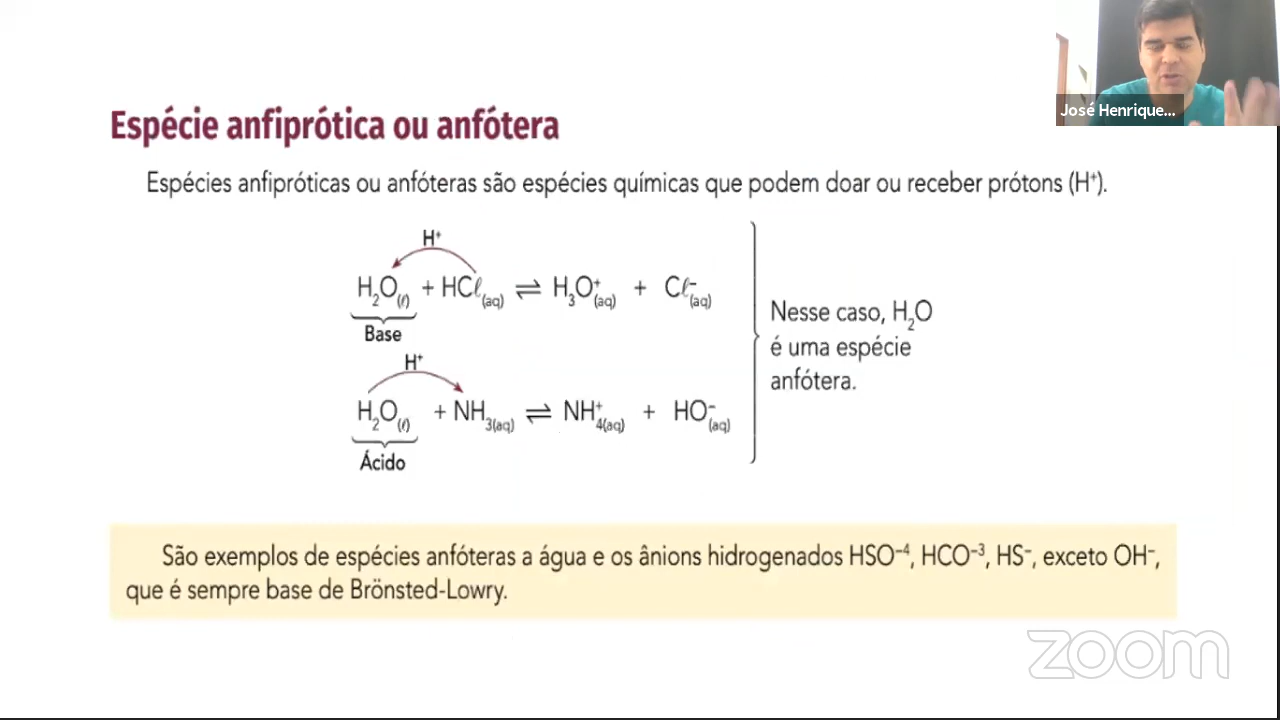 José Henrique...
Espécie anfiprótica ou anfótera
Espécies anfipróticas ou anfóteras são espécies químicas que podem doar ou receber prótons (H⁺).
H⁺
H₂O(ℓ) + HCℓ(aq) ⇌ H₃O⁺(aq) + Cℓ⁻(aq)
Base
H⁺
H₂O(ℓ) + NH₃(aq) ⇌ NH₄⁺(aq) + HO⁻(aq)
Ácido
Nesse caso, H₂O
é uma espécie
anfótera.
São exemplos de espécies anfóteras a água e os ânions hidrogenados HSO⁻⁴, HCO⁻³, HS⁻, exceto OH⁻,
que é sempre base de Brönsted-Lowry.
zoom